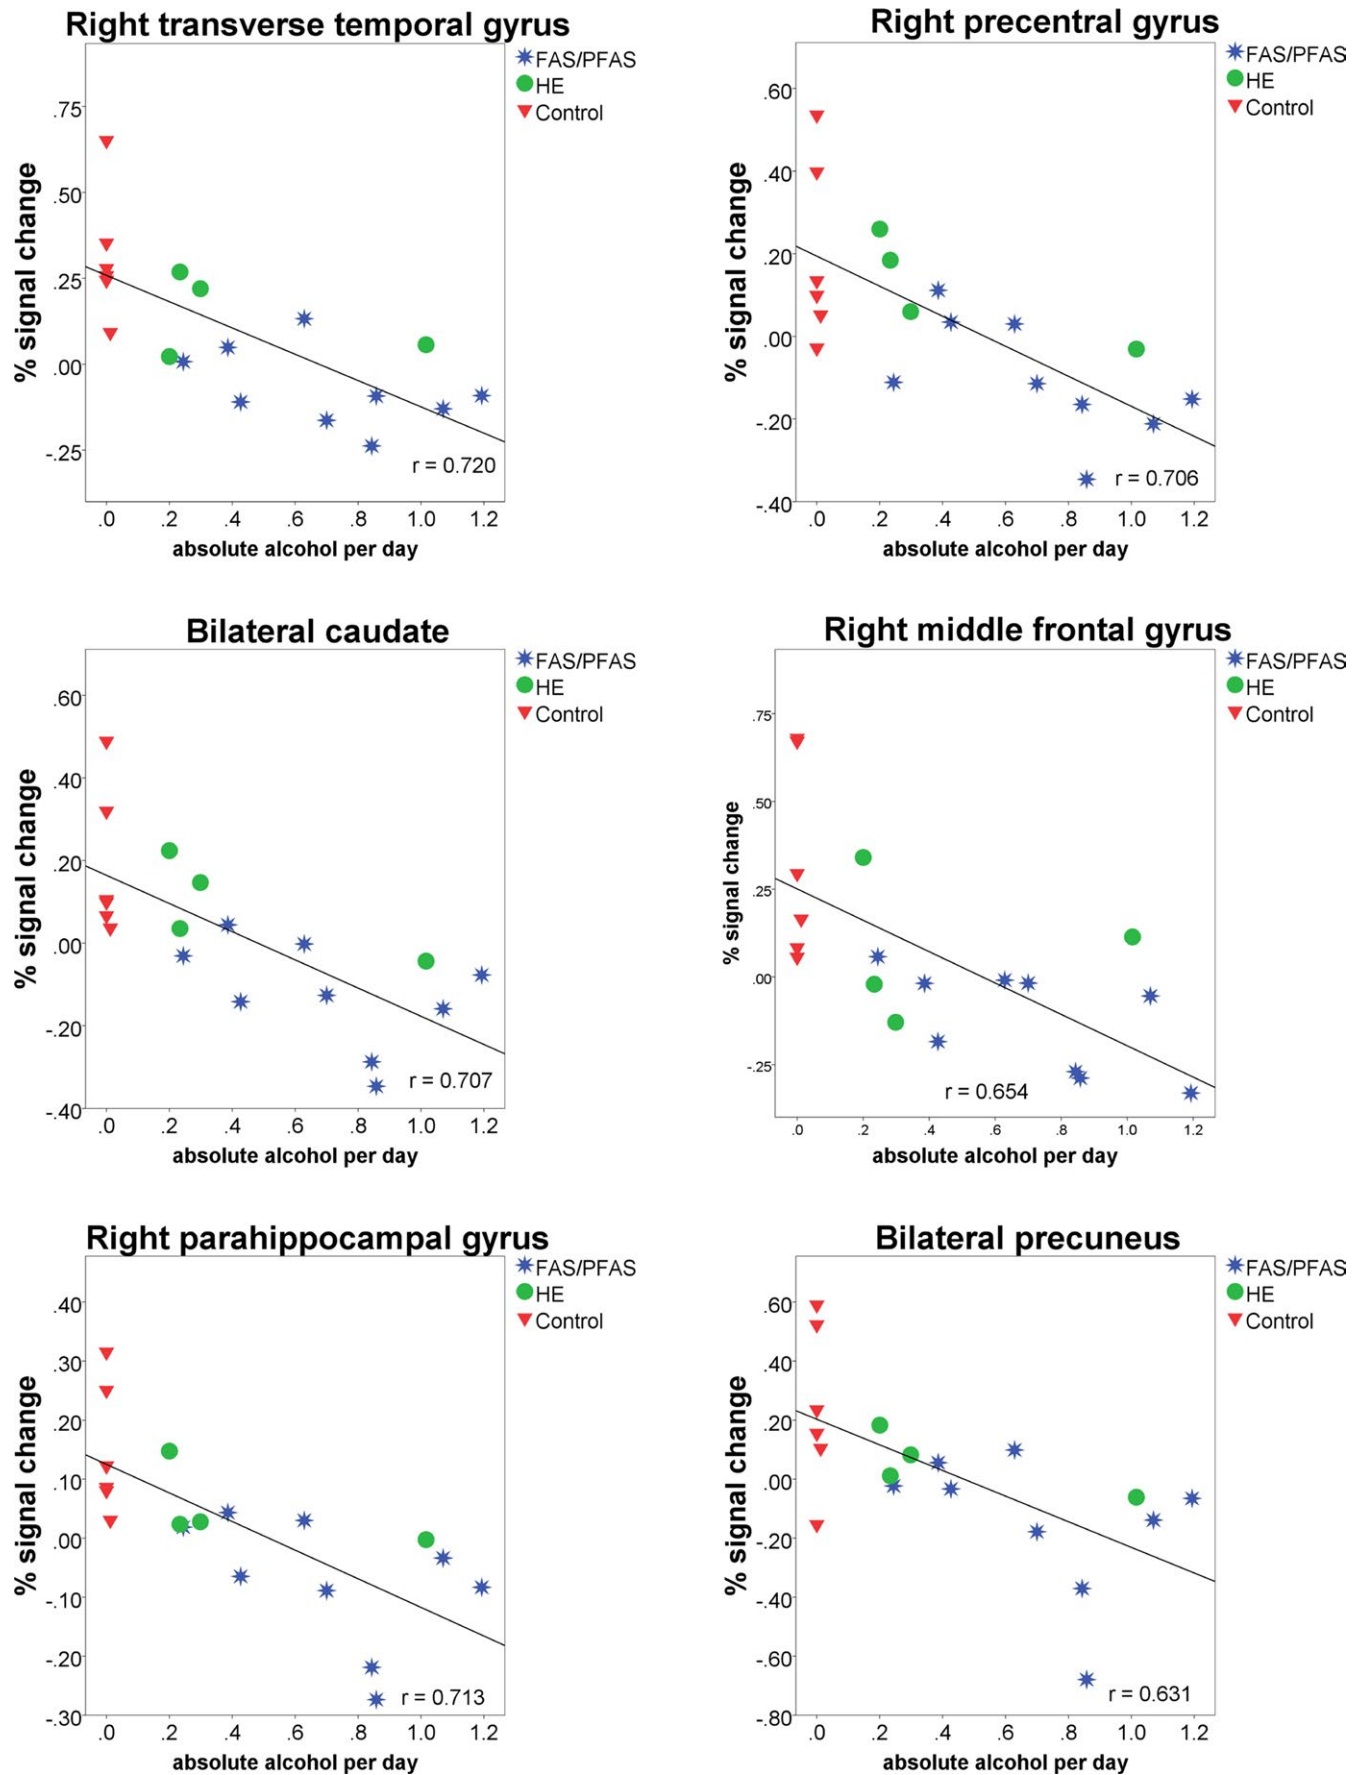 Right transverse temporal gyrus
FAS/PFAS
HE
Control
% signal change
.75
.50
.25
.00
-.25
r = 0.720
.0 .2 .4 .6 .8 1.0 1.2
absolute alcohol per day
Right precentral gyrus
FAS/PFAS
HE
Control
% signal change
.60
.40
.20
.00
-.20
-.40
r = 0.706
.0 .2 .4 .6 .8 1.0 1.2
absolute alcohol per day
Bilateral caudate
FAS/PFAS
HE
Control
% signal change
.60
.40
.20
.00
-.20
-.40
r = 0.707
.0 .2 .4 .6 .8 1.0 1.2
absolute alcohol per day
Right middle frontal gyrus
FAS/PFAS
HE
Control
% signal change
.75
.50
.25
.00
-.25
r = 0.654
.0 .2 .4 .6 .8 1.0 1.2
absolute alcohol per day
Right parahippocampal gyrus
FAS/PFAS
HE
Control
% signal change
.40
.30
.20
.10
.00
-.10
-.20
-.30
r = 0.713
.0 .2 .4 .6 .8 1.0 1.2
absolute alcohol per day
Bilateral precuneus
FAS/PFAS
HE
Control
% signal change
.60
.40
.20
.00
-.20
-.40
-.60
-.80
r = 0.631
.0 .2 .4 .6 .8 1.0 1.2
absolute alcohol per day